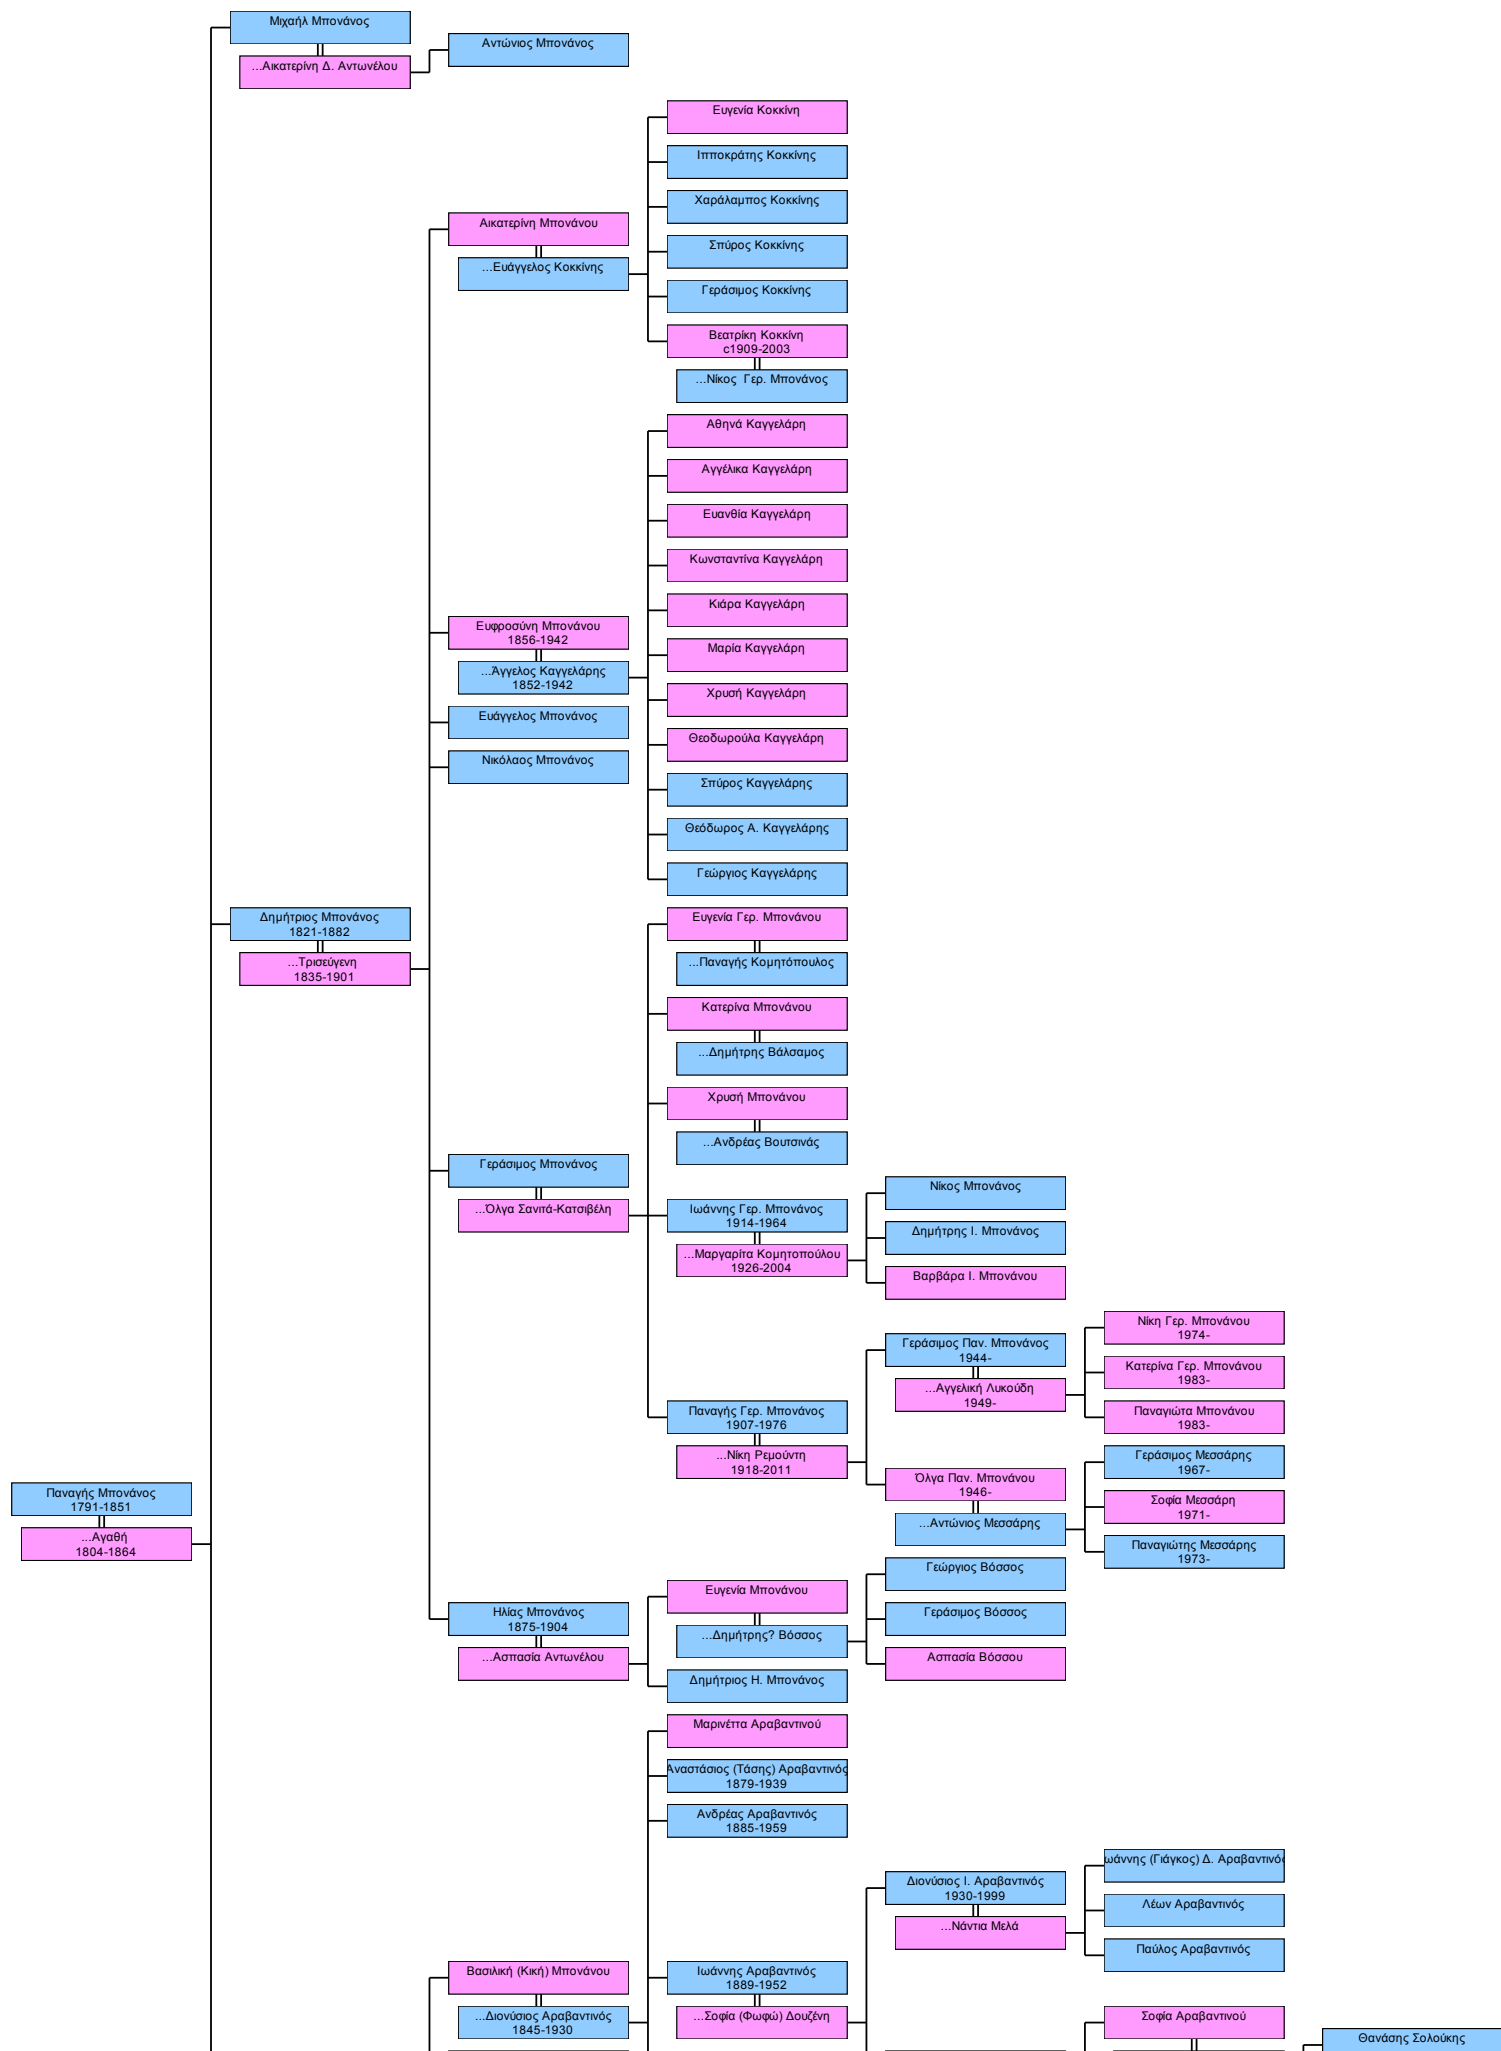 Μιχαήλ Μπονάνος
Αντώνιος Μπονάνος
...Αικατερίνη Δ. Αντωνέλου
Ευγενία Κοκκίνη
Ιπποκράτης Κοκκίνης
Χαράλαμπος Κοκκίνης
Αικατερίνη Μπονάνου
Σπύρος Κοκκίνης
...Ευάγγελος Κοκκίνης
Γεράσιμος Κοκκίνης
Βεατρίκη Κοκκίνη
c1909-2003
...Νίκος Γερ. Μπονάνος
Αθηνά Καγγελάρη
Αγγέλικα Καγγελάρη
Ευανθία Καγγελάρη
Κωνσταντίνα Καγγελάρη
Κιάρα Καγγελάρη
Ευφροσύνη Μπονάνου
1856-1942
Μαρία Καγγελάρη
...Άγγελος Καγγελάρης
1852-1942
Χρυσή Καγγελάρη
Ευάγγελος Μπονάνος
Θεοδωρούλα Καγγελάρη
Νικόλαος Μπονάνος
Σπύρος Καγγελάρης
Θεόδωρος Α. Καγγελάρης
Γεώργιος Καγγελάρης
Δημήτριος Μπονάνος
1821-1882
Ευγενία Γερ. Μπονάνου
...Τρισεύγενη
1835-1901
...Παναγής Κομητόπουλος
Κατερίνα Μπονάνου
...Δημήτρης Βάλσαμος
Χρυσή Μπονάνου
...Ανδρέας Βουτσινάς
Γεράσιμος Μπονάνος
Νίκος Μπονάνος
...Όλγα Σανιτά-Κατσιβέλη
Ιωάννης Γερ. Μπονάνος
1914-1964
Δημήτρης Ι. Μπονάνος
...Μαργαρίτα Κομητοπούλου
1926-2004
Βαρβάρα Ι. Μπονάνου
Νίκη Γερ. Μπονάνου
1974-
Γεράσιμος Παν. Μπονάνος
1944-
Κατερίνα Γερ. Μπονάνου
1983-
...Αγγελική Λυκούδη
1949-
Παναγής Γερ. Μπονάνος
1907-1976
Παναγιώτα Μπονάνου
1983-
...Νίκη Ρεμούντη
1918-2011
Γεράσιμος Μεσσάρης
1967-
Όλγα Παν. Μπονάνου
1946-
Παναγής Μπονάνος
1791-1851
Σοφία Μεσσάρη
1971-
...Αντώνιος Μεσσάρης
...Αγαθή
1804-1864
Παναγιώτης Μεσσάρης
1973-
Γεώργιος Βόσσος
Ευγενία Μπονάνου
Ηλίας Μπονάνος
1875-1904
Γεράσιμος Βόσσος
...Δημήτρης? Βόσσος
...Ασπασία Αντωνέλου
Ασπασία Βόσσου
Δημήτριος Η. Μπονάνος
Μαρινέττα Αραβαντινού
Αναστάσιος (Τάσης) Αραβαντινός
1879-1939
Ανδρέας Αραβαντινός
1885-1959
ωάννης (Γιάγκος) Δ. Αραβαντινός
Διονύσιος Ι. Αραβαντινός
1930-1999
Λέων Αραβαντινός
...Νάντια Μελά
Παύλος Αραβαντινός
Βασιλική (Κική) Μπονάνου
Ιωάννης Αραβαντινός
1889-1952
...Διονύσιος Αραβαντινός
1845-1930
...Σοφία (Φωφώ) Δουζένη
Σοφία Αραβαντινού
Θανάσης Σολούκης